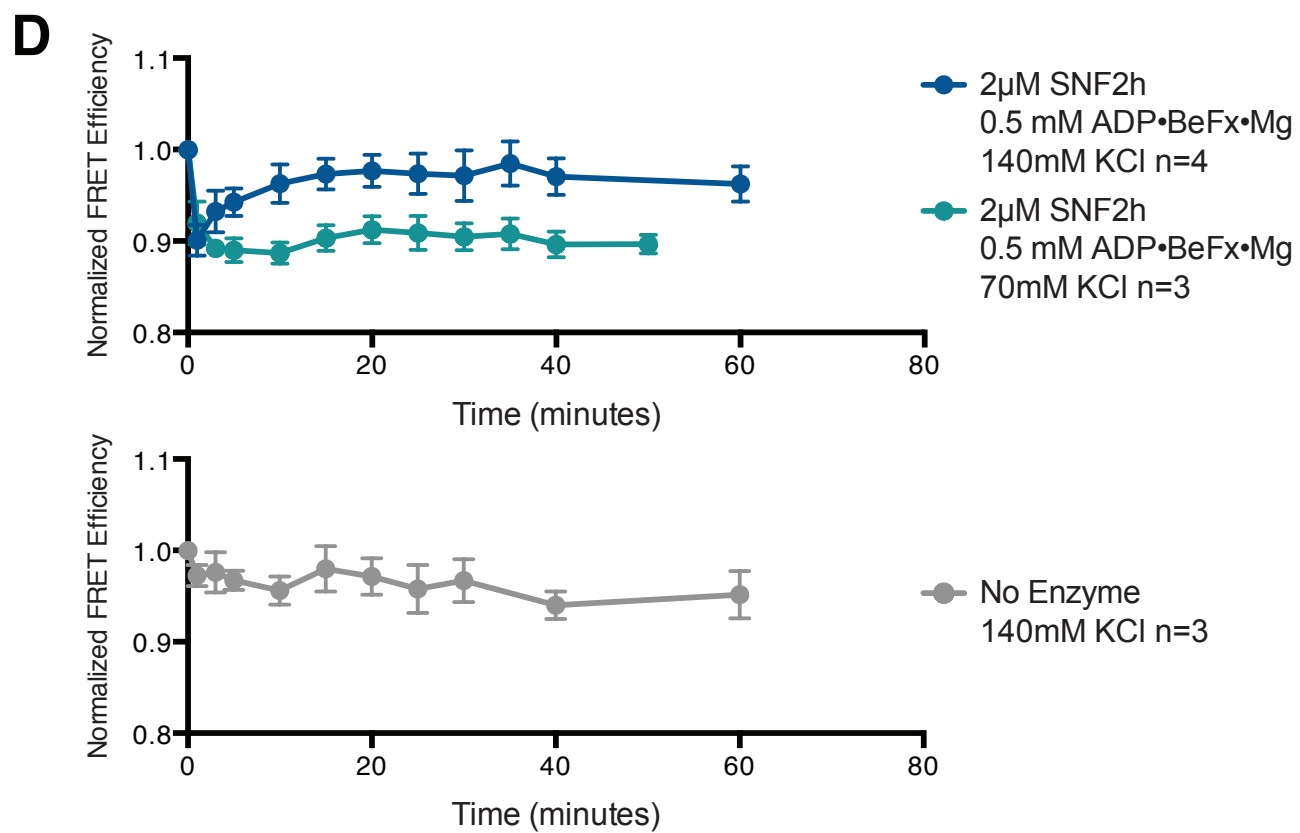 D
Normalized FRET Efficiency
1.1
1.0
0.9
0.8
0 20 40 60 80
Time (minutes)
2µM SNF2h
0.5 mM ADP•BeFx•Mg
140mM KCl n=4
2µM SNF2h
0.5 mM ADP•BeFx•Mg
70mM KCl n=3
Normalized FRET Efficiency
1.1
1.0
0.9
0.8
0 20 40 60 80
Time (minutes)
No Enzyme
140mM KCl n=3